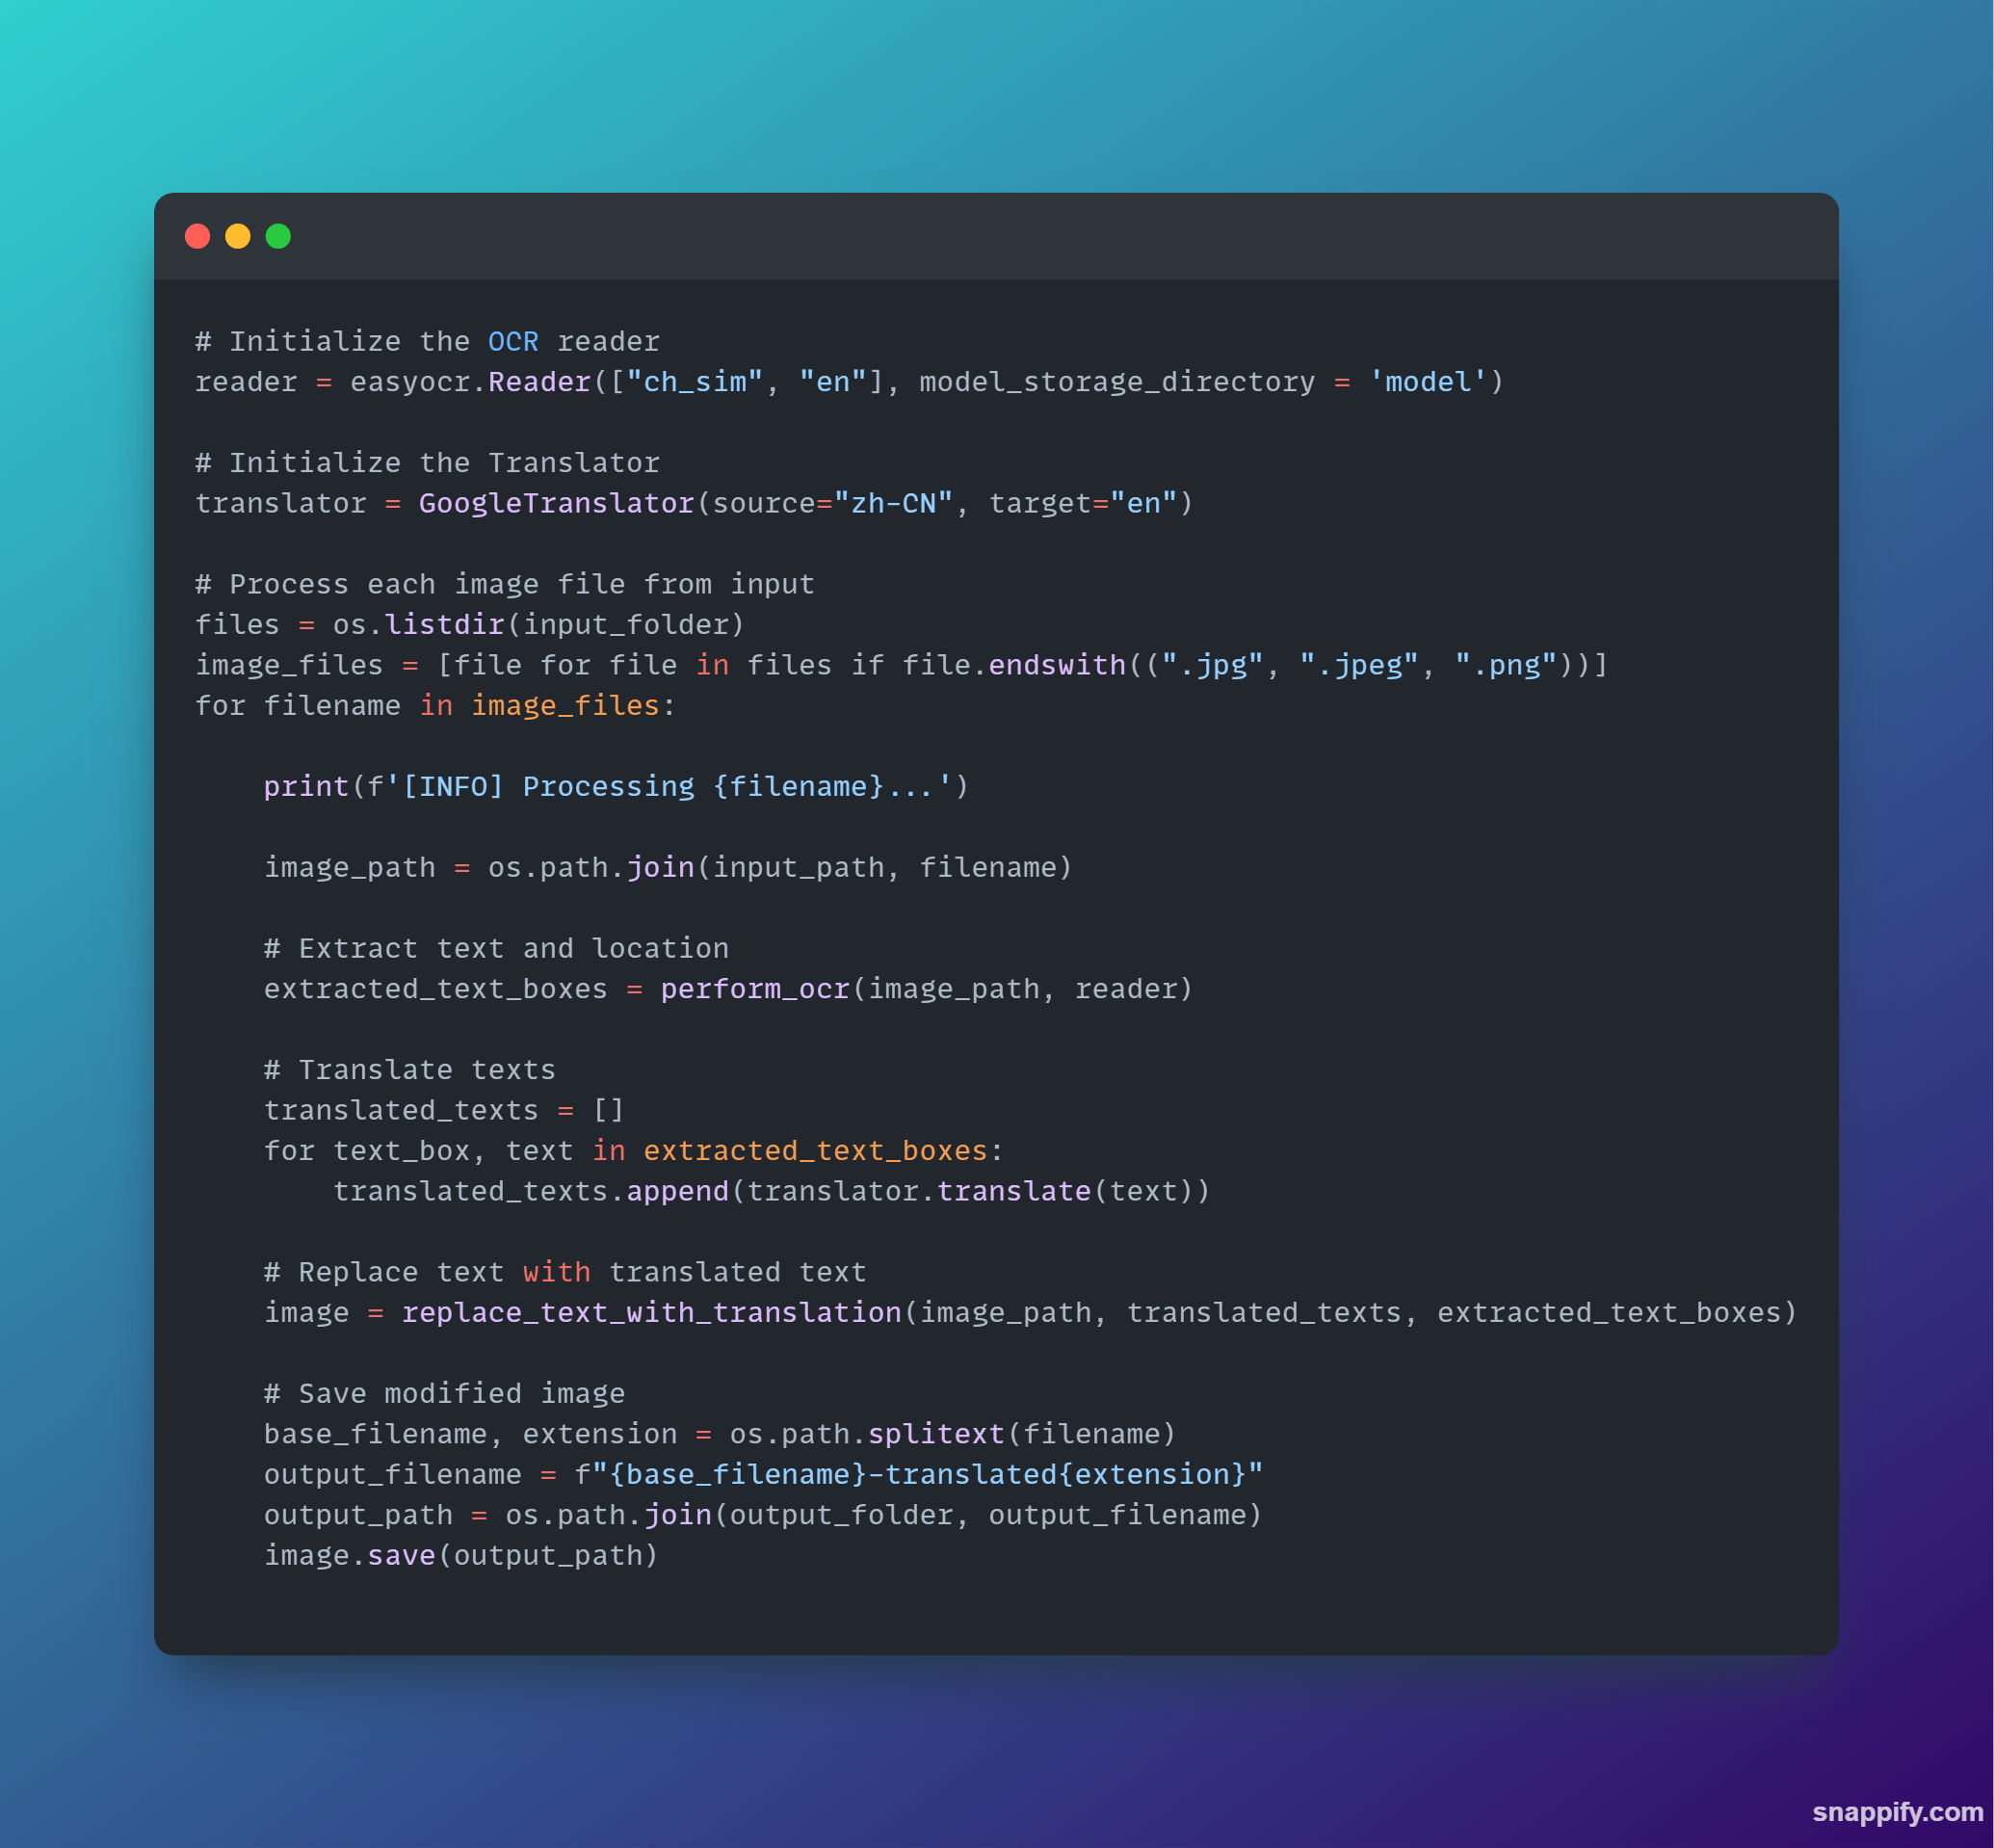 # Initialize the OCR reader
reader = easyocr.Reader(["ch_sim", "en"], model_storage_directory = 'model')

# Initialize the Translator
translator = GoogleTranslator(source="zh-CN", target="en")

# Process each image file from input
files = os.listdir(input_folder)
image_files = [file for file in files if file.endswith((".jpg", ".jpeg", ".png"))]
for filename in image_files:

    print(f'[INFO] Processing {filename}...')

    image_path = os.path.join(input_path, filename)

    # Extract text and location
    extracted_text_boxes = perform_ocr(image_path, reader)

    # Translate texts
    translated_texts = []
    for text_box, text in extracted_text_boxes:
        translated_texts.append(translator.translate(text))

    # Replace text with translated text
    image = replace_text_with_translation(image_path, translated_texts, extracted_text_boxes)

    # Save modified image
    base_filename, extension = os.path.splitext(filename)
    output_filename = f"{base_filename}-translated{extension}"
    output_path = os.path.join(output_folder, output_filename)
    image.save(output_path)

snappify.com